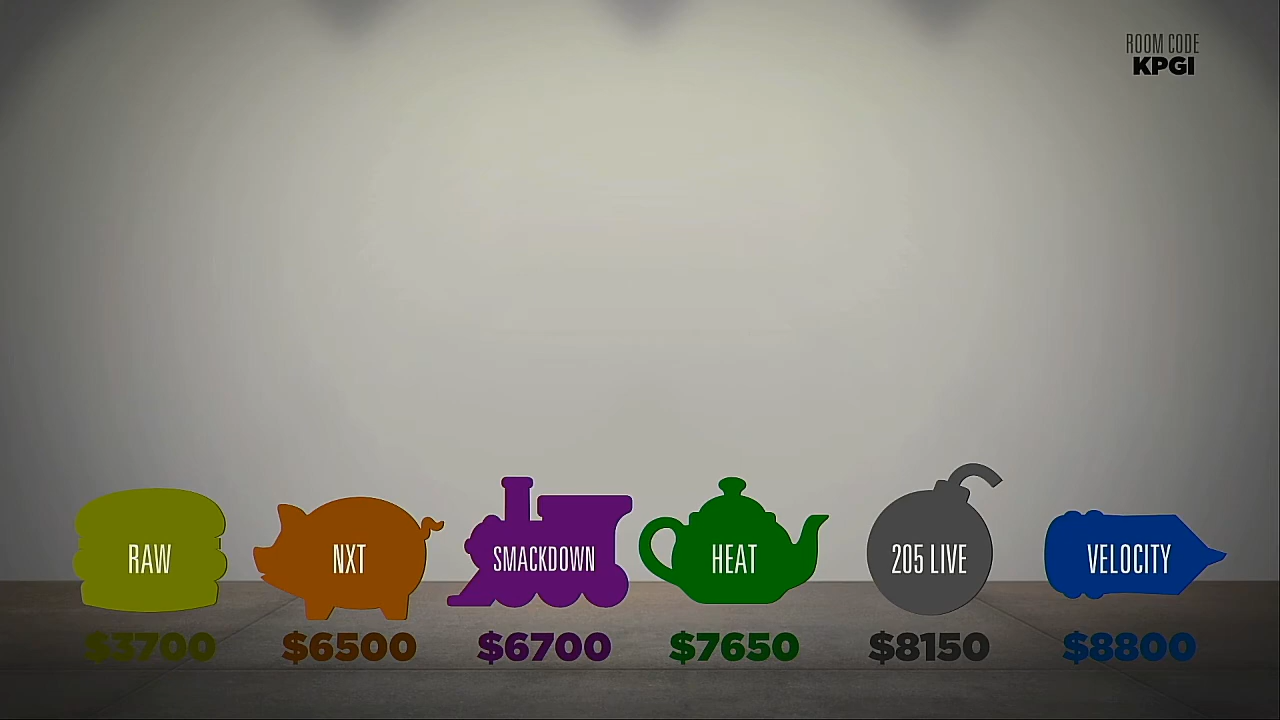 ROOM CODE
KPGI
RAW
NXT
SMACKDOWN
HEAT
205 LIVE
VELOCITY
$3700
$6500
$6700
$7650
$8150
$8800